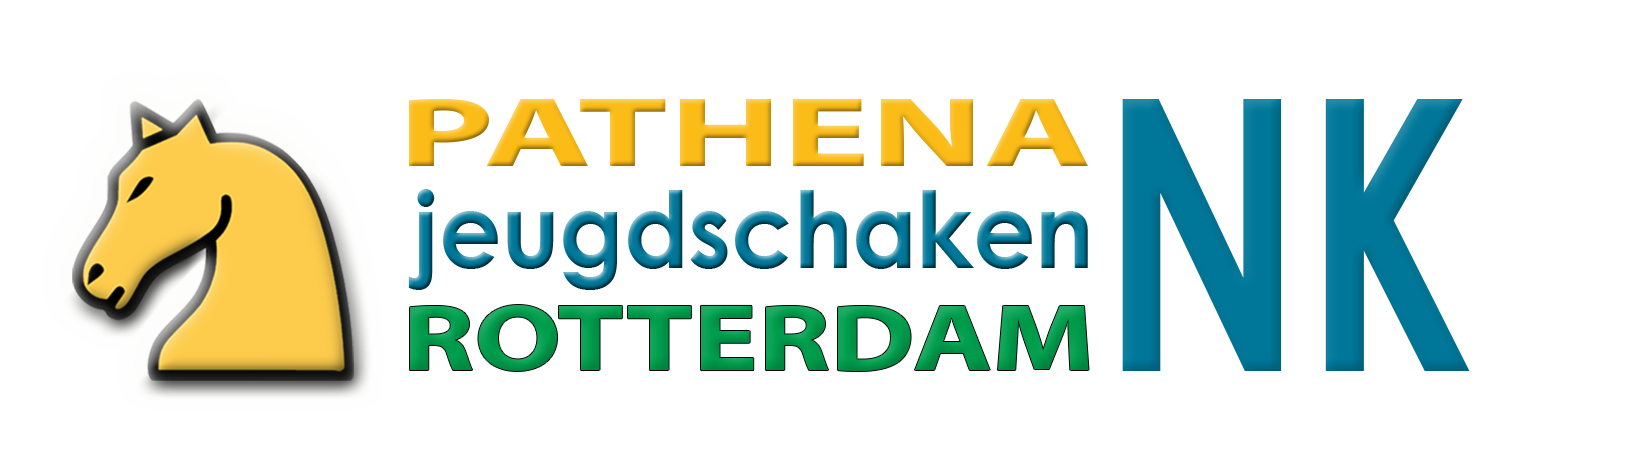 PATHENA
jeugdschaken
ROTTERDAM
NK